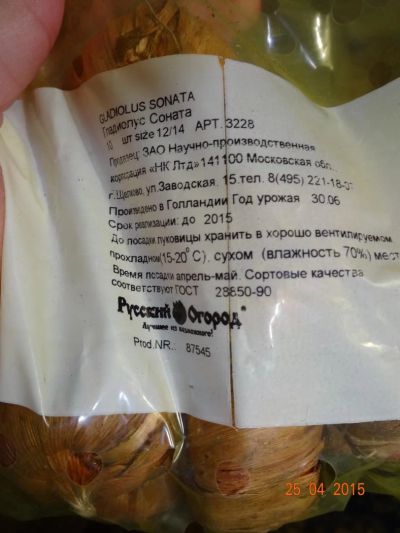 GLADIOLUS SONATA
Гладиолус Соната
10 шт size 12/14 АРТ. 3228
Продавец: ЗАО Научно-производственная
корпорация «НК Лтд» 141100 Московская обл.,
г. Щелково, ул.Заводская. 15.тел. 8(495) 221-18-07
Произведено в Голландии Год урожая 30.06
Срок реализации: до 2015
До посадки луковицы хранить в хорошо вентилируемом,
прохладном(15-20°С), сухом (влажность 70%) мест
Время посадки апрель-май. Сортовые качества
соответствуют ГОСТ 28850-90
Русский Огород®
Лучшее из возможного!
Prod.NR.. 87545
25 04 2015